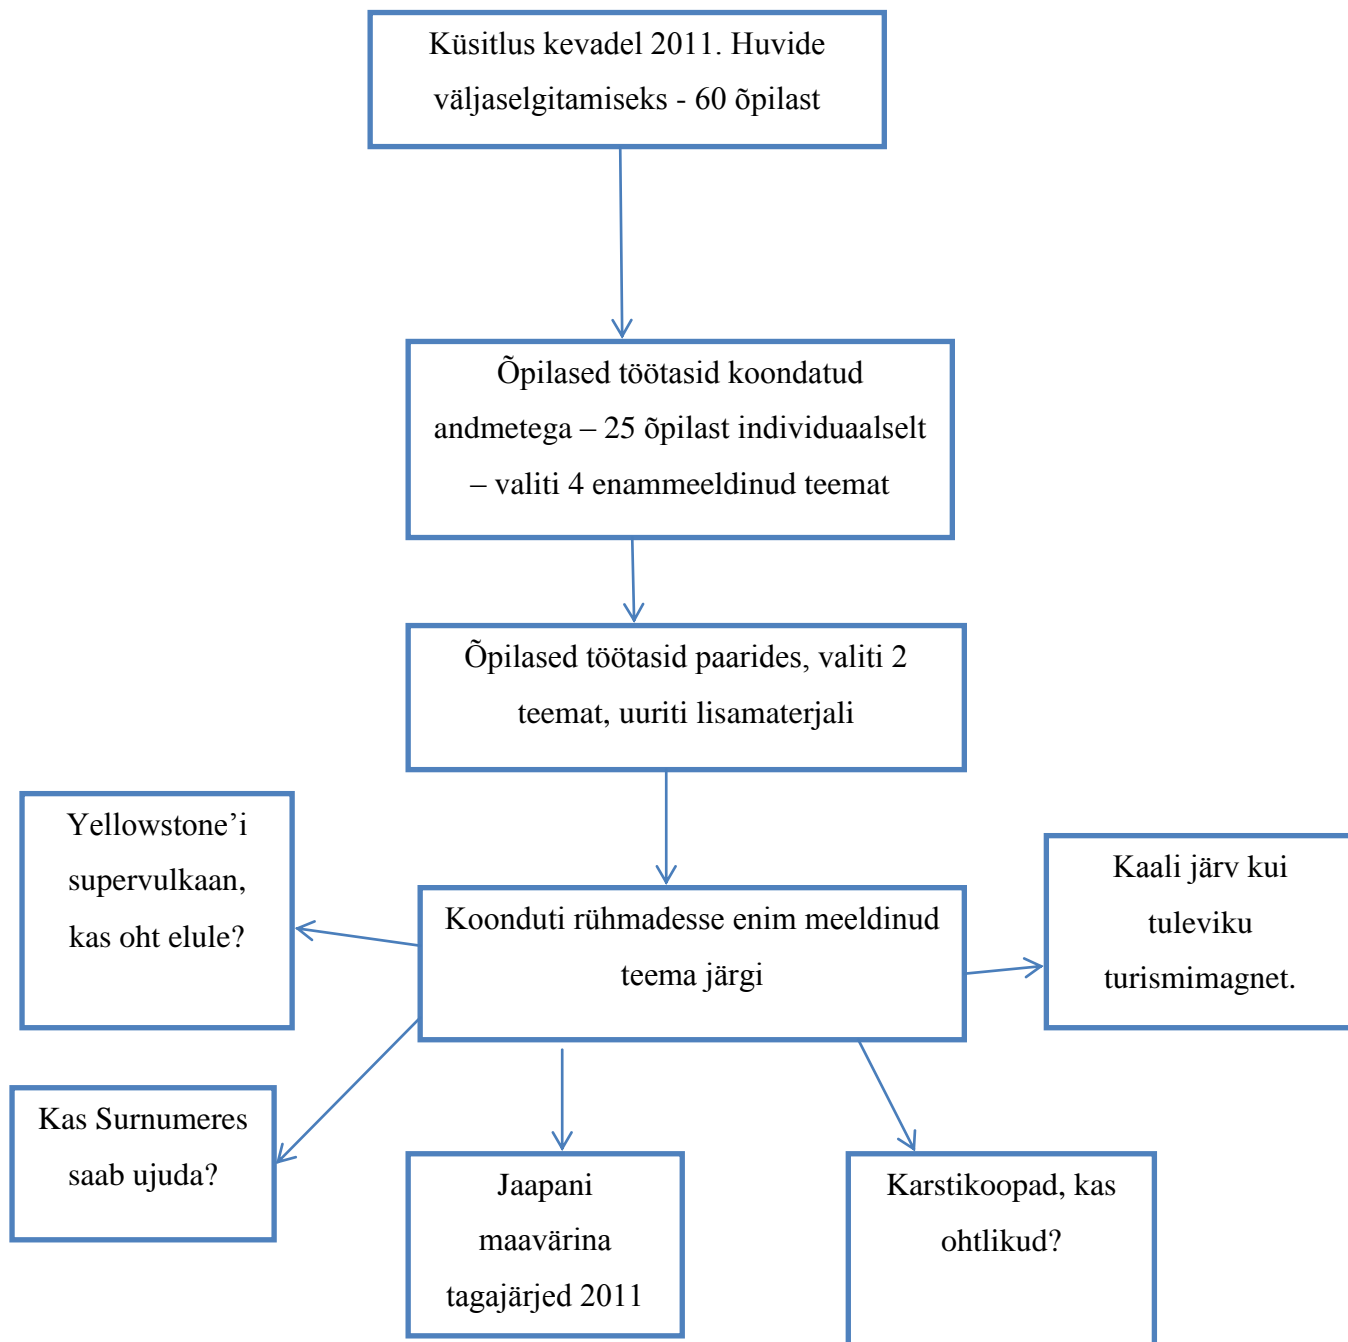 Küsitlus kevadel 2011. Huvide
väljaselgitamiseks - 60 õpilast
Õpilased töötasid koondatud
andmetega – 25 õpilast individuaalselt
– valiti 4 enammeeldinud teemat
Õpilased töötasid paarides, valiti 2
teemat, uuriti lisamaterjali
Yellowstone’i
supervulkaan,
kas oht elule?
Koonduti rühmadesse enim meeldinud
teema järgi
Kaali järv kui
tuleviku
turismimagnet.
Kas Surnumeres
saab ujuda?
Jaapani
maavärina
tagajärjed 2011
Karstikoopad, kas
ohtlikud?